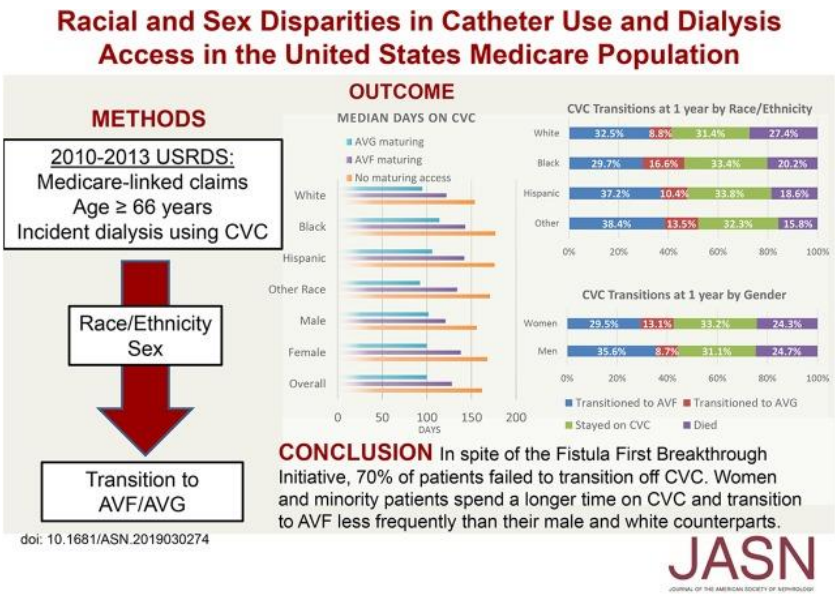 Racial and Sex Disparities in Catheter Use and Dialysis
Access in the United States Medicare Population
METHODS
2010-2013 USRDS:
Medicare-linked claims
Age ≥ 66 years
Incident dialysis using CVC
Race/Ethnicity
Sex
Transition to
AVF/AVG
doi: 10.1681/ASN.2019030274
OUTCOME
MEDIAN DAYS ON CVC
AVG maturing
AVF maturing
No maturing access
White
Black
Hispanic
Other Race
Male
Female
Overall
0 50 100 150 200
DAYS
CVC Transitions at 1 year by Race/Ethnicity
White 32.5% 8.8% 31.4% 27.4%
Black 29.7% 16.6% 33.4% 20.2%
Hispanic 37.2% 10.4% 33.8% 18.6%
Other 38.4% 13.5% 32.3% 15.8%
0% 20% 40% 60% 80% 100%
CVC Transitions at 1 year by Gender
Women 29.5% 13.1% 33.2% 24.3%
Men 35.6% 8.7% 31.1% 24.7%
0% 20% 40% 60% 80% 100%
Transitioned to AVF Transitioned to AVG
Stayed on CVC Died
CONCLUSION In spite of the Fistula First Breakthrough
Initiative, 70% of patients failed to transition off CVC. Women
and minority patients spend a longer time on CVC and transition
to AVF less frequently than their male and white counterparts.
JASN
JOURNAL OF THE AMERICAN SOCIETY OF NEPHROLOGY